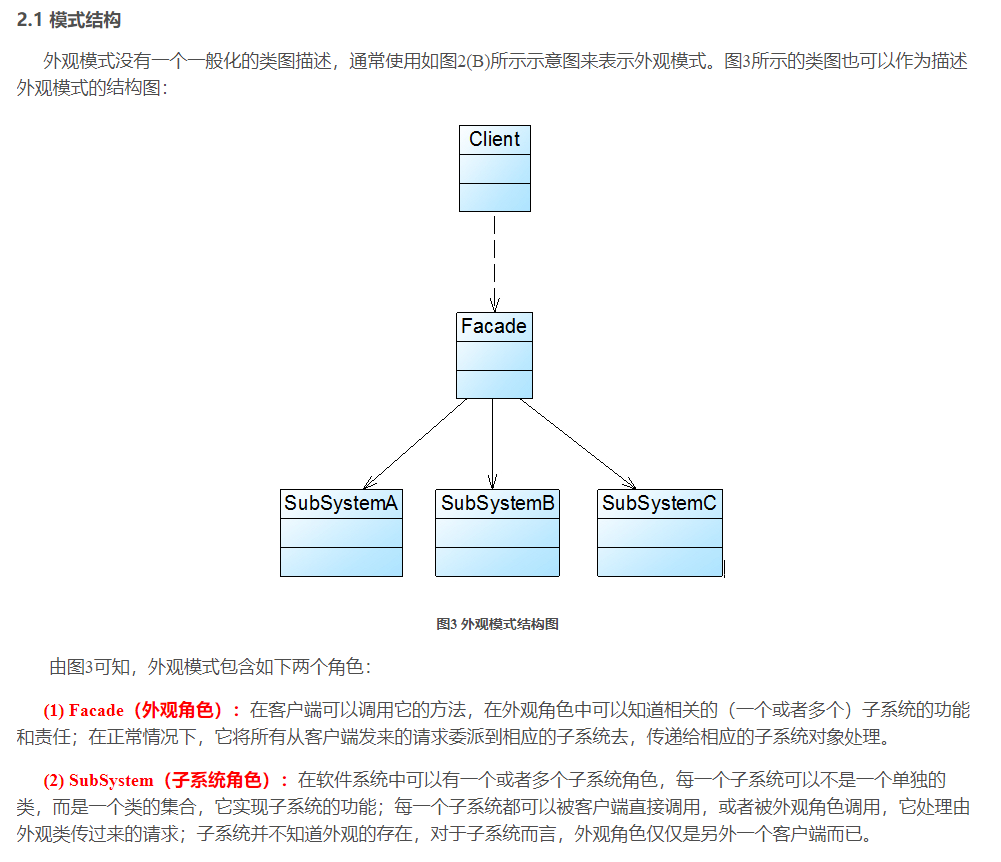 2.1 模式结构
外观模式没有一个一般化的类图描述，通常使用如图2(B)所示示意图来表示外观模式。图3所示的类图也可以作为描述
外观模式的结构图：
Client
Facade
SubSystemA SubSystemB SubSystemC
图3 外观模式结构图
由图3可知，外观模式包含如下两个角色：
(1) Facade（外观角色）：在客户端可以调用它的方法，在外观角色中可以知道相关的（一个或者多个）子系统的功能
和责任；在正常情况下，它将所有从客户端发来的请求委派到相应的子系统去，传递给相应的子系统对象处理。
(2) SubSystem（子系统角色）：在软件系统中可以有一个或者多个子系统角色，每一个子系统可以不是一个单独的
类，而是一个类的集合，它实现子系统的功能；每一个子系统都可以被客户端直接调用，或者被外观角色调用，它处理由
外观类传过来的请求；子系统并不知道外观的存在，对于子系统而言，外观角色仅仅是另外一个客户端而已。